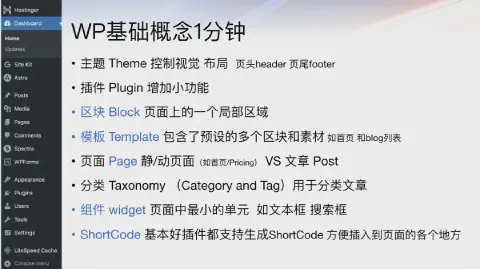 Hostinger
Dashboard
Home
Updates
Site Kit
Astra
Posts
Media
Pages
Comments
Spectra
WPForms
Appearance
Plugins
Users
Tools
Settings
LiteSpeed Cache
Collapse menu
WP基础概念1分钟
• 主题 Theme 控制视觉 布局 页头header 页尾footer
• 插件 Plugin 增加小功能
• 区块 Block 页面上的一个局部区域
• 模板 Template 包含了预设的多个区块和素材 如首页 和blog列表
• 页面 Page 静/动页面（如首页/Pricing） VS 文章 Post
• 分类 Taxonomy （Category and Tag）用于分类文章
• 组件 widget 页面中最小的单元 如文本框 搜索框
• ShortCode 基本好插件都支持生成ShortCode 方便插入到页面的各个地方